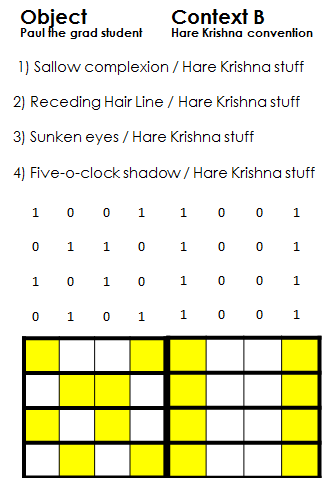 Object Context B
Paul the grad student Hare Krishna convention
1) Sallow complexion / Hare Krishna stuff
2) Receding Hair Line / Hare Krishna stuff
3) Sunken eyes / Hare Krishna stuff
4) Five-o-clock shadow / Hare Krishna stuff
1 0 0 1 1 0 0 1
0 1 1 0 1 0 0 1
1 0 1 0 1 0 0 1
0 1 0 1 1 0 0 1